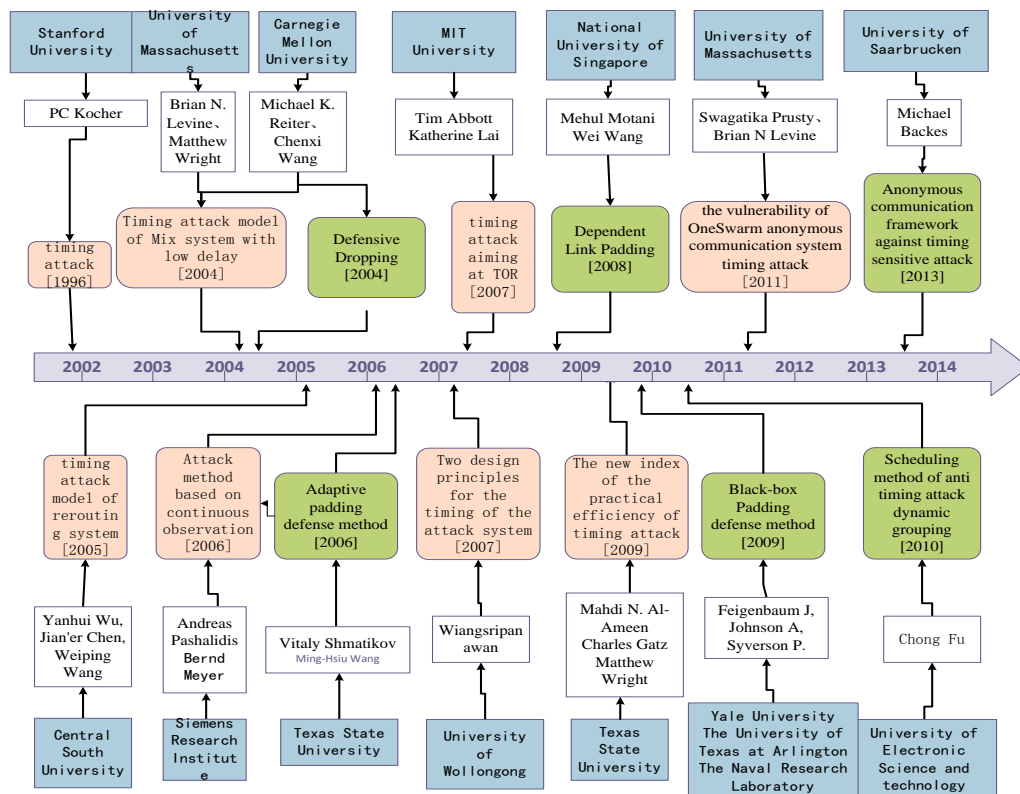 Stanford
University
University
of
Massachusett
s
Carnegie
Mellon
University
MIT
University
National
University of
Singapore
University of
Massachusetts
University of
Saarbrucken
PC Kocher
Brian N.
Levine、
Matthew
Wright
Michael K.
Reiter、
Chenxi
Wang
Tim Abbott
Katherine Lai
Mehul Motani
Wei Wang
Swagatika Prusty、
Brian N Levine
Michael
Backes
timing
attack
[1996]
Timing attack model
of Mix system with
low delay
[2004]
Defensive
Dropping
[2004]
timing
attack
aiming
at TOR
[2007]
Dependent
Link Padding
[2008]
the vulnerability of
OneSwarm anonymous
communication system
timing attack
[2011]
Anonymous
communication
framework
against timing
sensitive attack
[2013]
2002 2003 2004 2005 2006 2007 2008 2009 2010 2011 2012 2013 2014
timing
attack
model of
reroutin
g system
[2005]
Attack
method
based on
continuous
observation
[2006]
Adaptive
padding
defense method
[2006]
Two design
principles
for the
timing of the
attack system
[2007]
The new index
of the
practical
efficiency of
timing attack
[2009]
Black-box
Padding
defense method
[2009]
Scheduling
method of anti
timing attack
dynamic
grouping
[2010]
Yanhui Wu,
Jian'er Chen,
Weiping
Wang
Andreas
Pashalidis
Bernd
Meyer
Vitaly Shmatikov
Ming-Hsiu Wang
Wiangsripan
awan
Mahdi N. Al-
Ameen
Charles Gatz
Matthew
Wright
Feigenbaum J,
Johnson A,
Syverson P.
Chong Fu
Central
South
University
Siemens
Research
Institut
e
Texas State
University
University
of
Wollongong
Texas
State
University
Yale University
The University of
Texas at Arlington
The Naval Research
Laboratory
University of
Electronic
Science and
technology